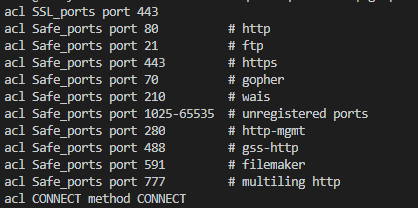 acl SSL_ports port 443
acl Safe_ports port 80          # http
acl Safe_ports port 21          # ftp
acl Safe_ports port 443         # https
acl Safe_ports port 70          # gopher
acl Safe_ports port 210         # wais
acl Safe_ports port 1025-65535  # unregistered ports
acl Safe_ports port 280         # http-mgmt
acl Safe_ports port 488         # gss-http
acl Safe_ports port 591         # filemaker
acl Safe_ports port 777         # multiling http
acl CONNECT method CONNECT